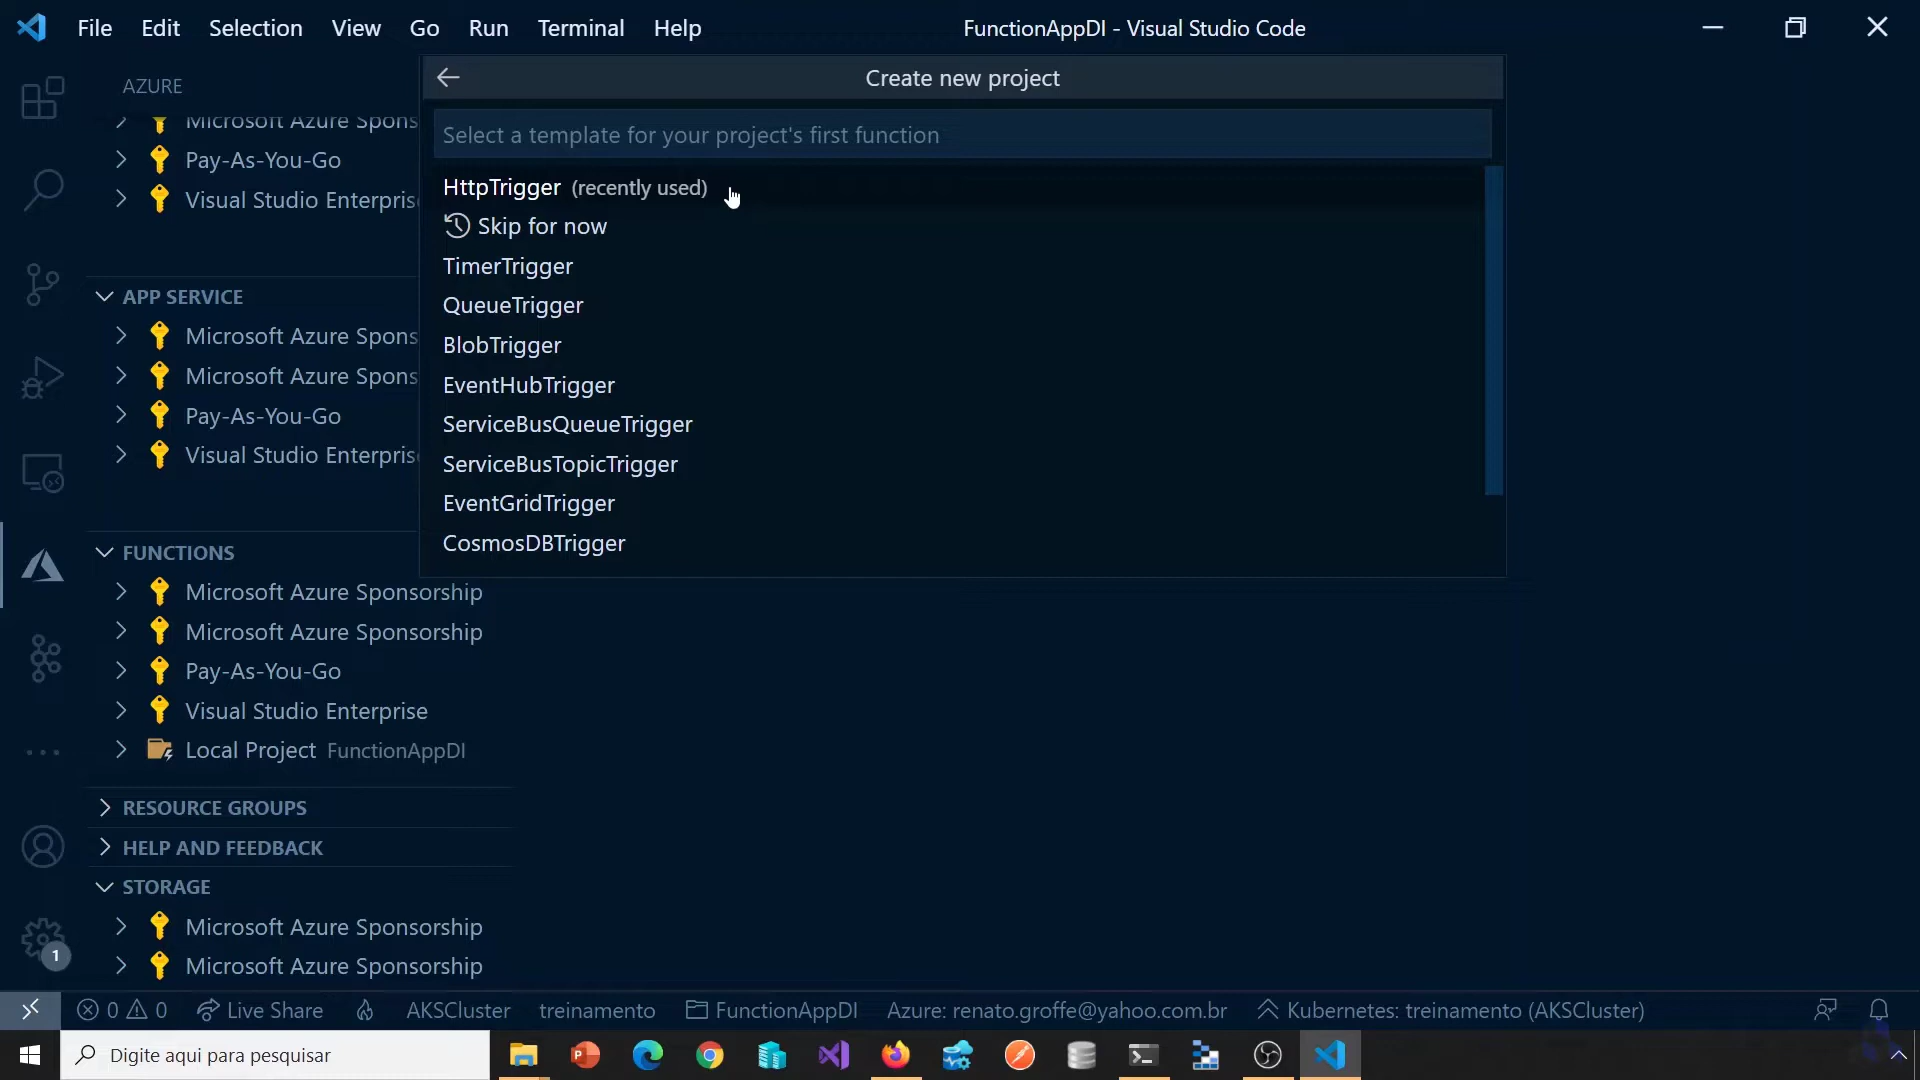 File Edit Selection View Go Run Terminal Help FunctionAppDI - Visual Studio Code
AZURE
Microsoft Azure Spons
Pay-As-You-Go
Visual Studio Enterpris
APP SERVICE
Microsoft Azure Spons
Microsoft Azure Spons
Pay-As-You-Go
Visual Studio Enterpris
FUNCTIONS
Microsoft Azure Sponsorship
Microsoft Azure Sponsorship
Pay-As-You-Go
Visual Studio Enterprise
Local Project FunctionAppDI
RESOURCE GROUPS
HELP AND FEEDBACK
STORAGE
Microsoft Azure Sponsorship
Microsoft Azure Sponsorship
Create new project
Select a template for your project's first function
HttpTrigger (recently used)
Skip for now
TimerTrigger
QueueTrigger
BlobTrigger
EventHubTrigger
ServiceBusQueueTrigger
ServiceBusTopicTrigger
EventGridTrigger
CosmosDBTrigger
1
0 0 Live Share AKSCluster treinamento FunctionAppDI Azure: renato.groffe@yahoo.com.br Kubernetes: treinamento (AKSCluster)
Digite aqui para pesquisar